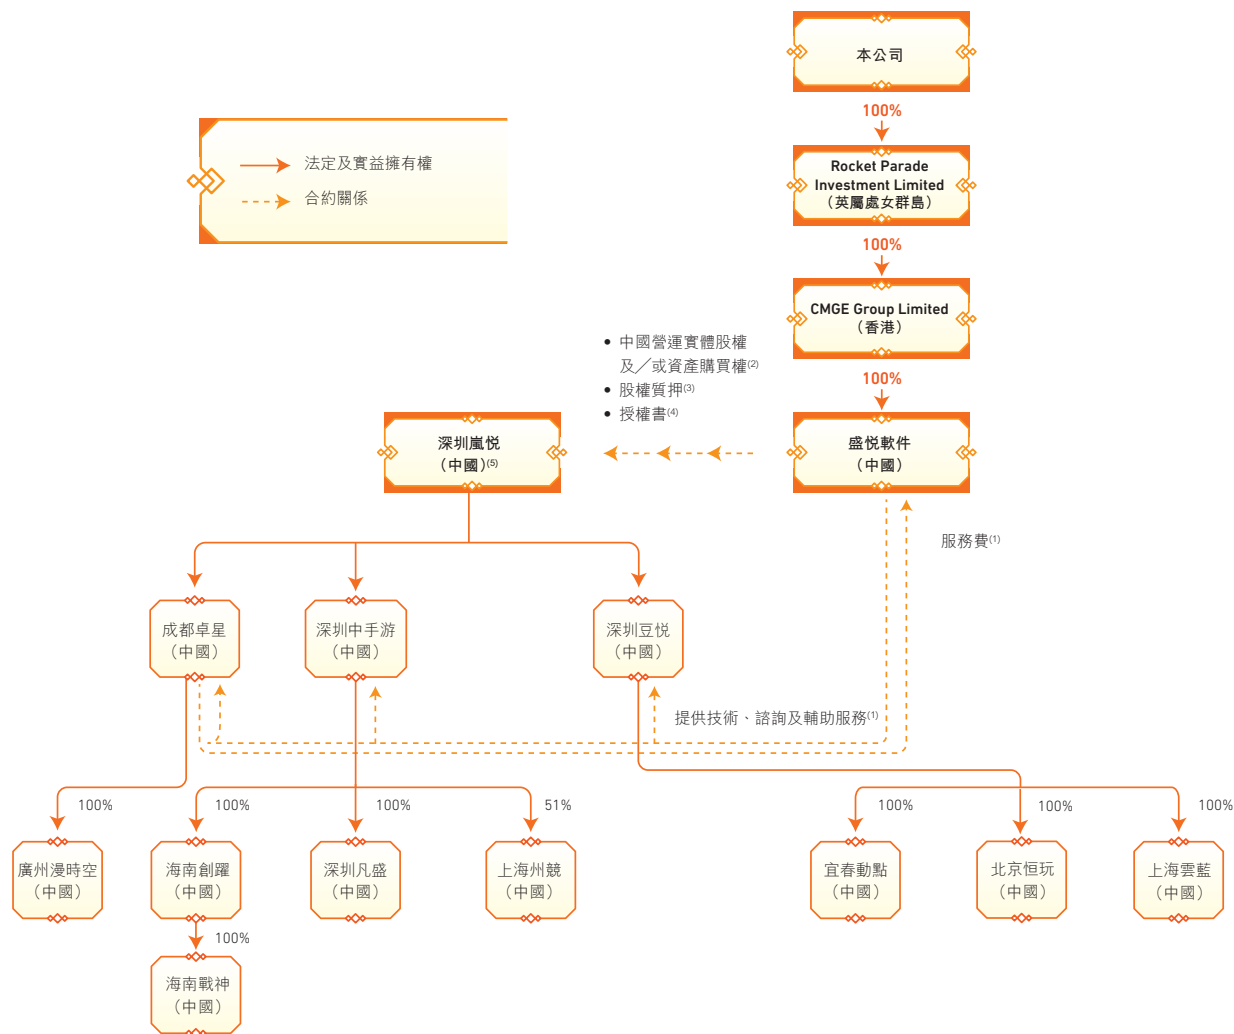 本公司
100%
法定及實益擁有權
合約關係
Rocket Parade
Investment Limited
（英屬處女群島）
100%
CMGE Group Limited
（香港）
• 中國營運實體股權
及／或資產購買權(2)
• 股權質押(3)
• 授權書(4)
100%
深圳嵐悦
（中國）(5)
盛悦軟件
（中國）
服務費(1)
成都卓星
（中國）
深圳中手游
（中國）
深圳豆悦
（中國）
提供技術、諮詢及輔助服務(1)
100%
100%
100%
51%
100%
100%
100%
廣州漫時空
（中國）
海南創躍
（中國）
深圳凡盛
（中國）
上海州競
（中國）
宜春動點
（中國）
北京恒玩
（中國）
上海雲藍
（中國）
100%
海南戰神
（中國）